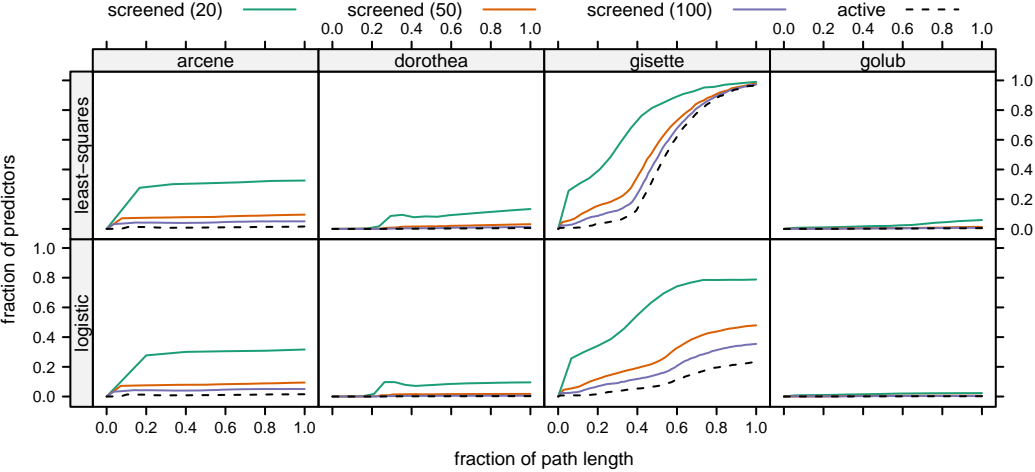 screened (20) screened (50) screened (100) active
0.0 0.2 0.4 0.6 0.8 1.0 0.0 0.2 0.4 0.6 0.8 1.0
arcene dorothea gisette golub
least−squares
1.0
0.8
0.6
0.4
0.2
0.0
fraction of predictors
logistic
1.0
0.8
0.6
0.4
0.2
0.0
0.0 0.2 0.4 0.6 0.8 1.0 0.0 0.2 0.4 0.6 0.8 1.0
fraction of path length